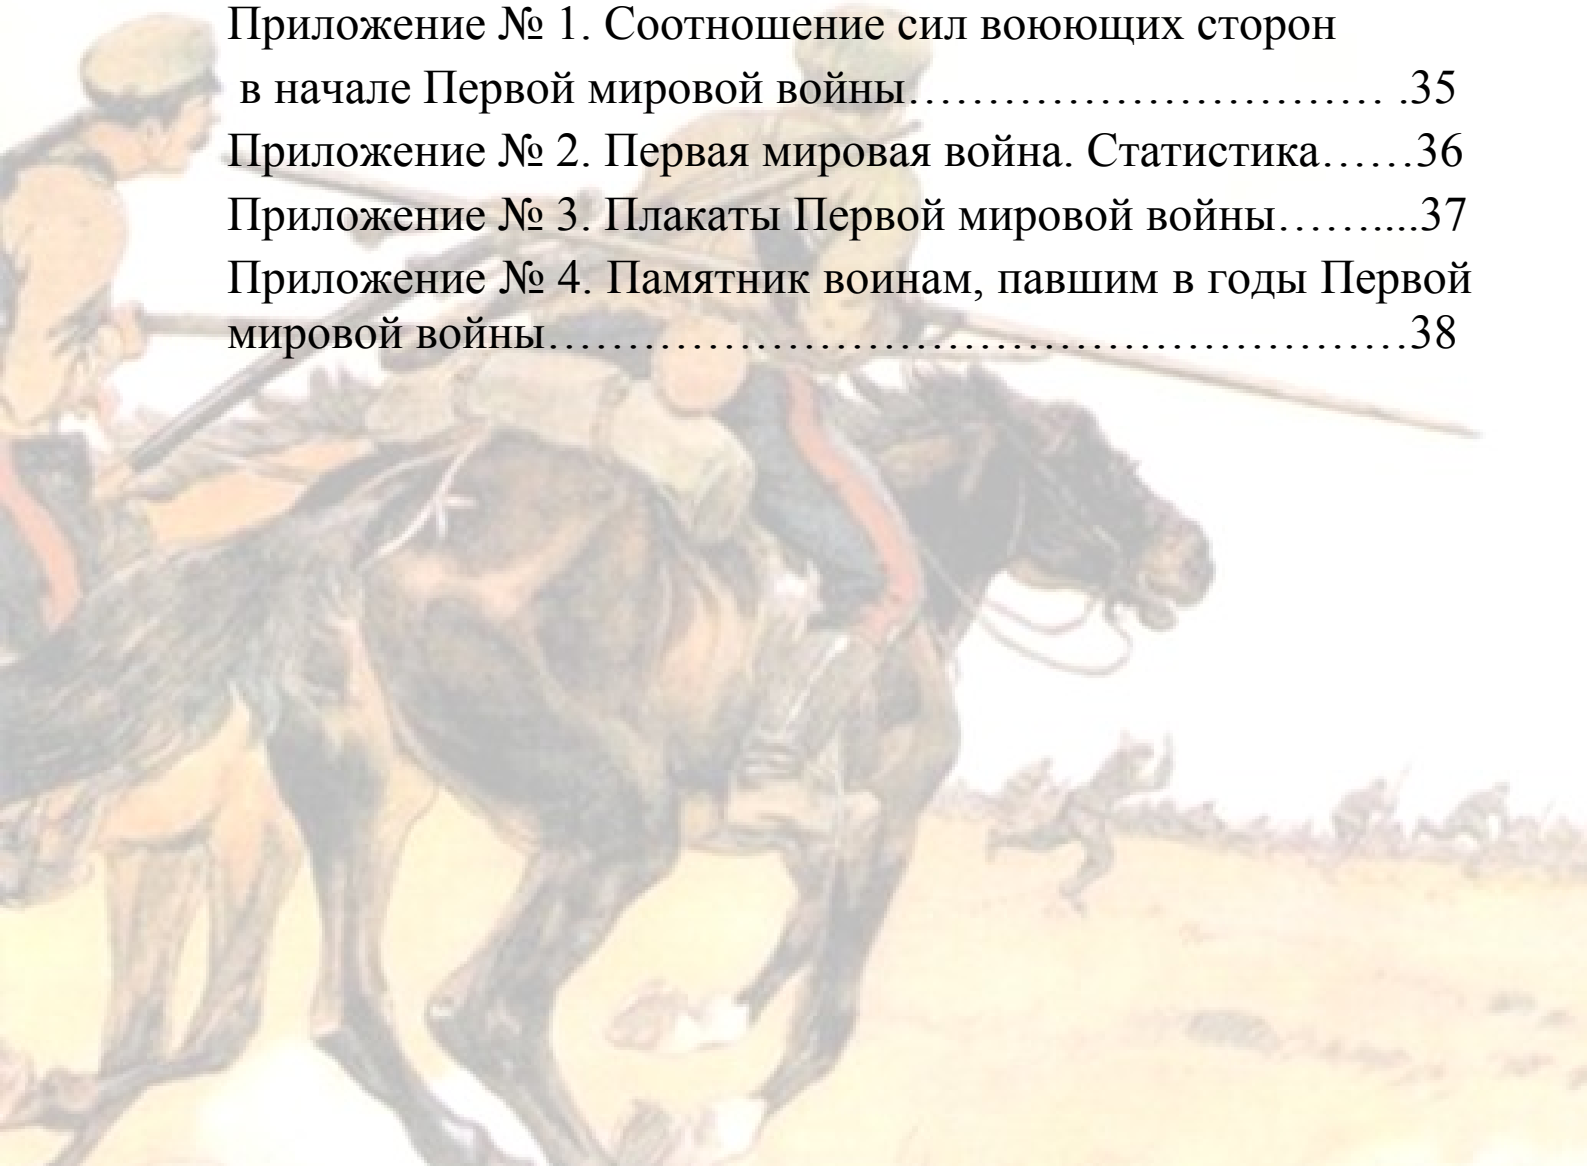 Приложение № 1. Соотношение сил воюющих сторон
в начале Первой мировой войны…………………………. .35
Приложение № 2. Первая мировая война. Статистика……36
Приложение № 3. Плакаты Первой мировой войны……....37
Приложение № 4. Памятник воинам, павшим в годы Первой
мировой войны………………………………………………38